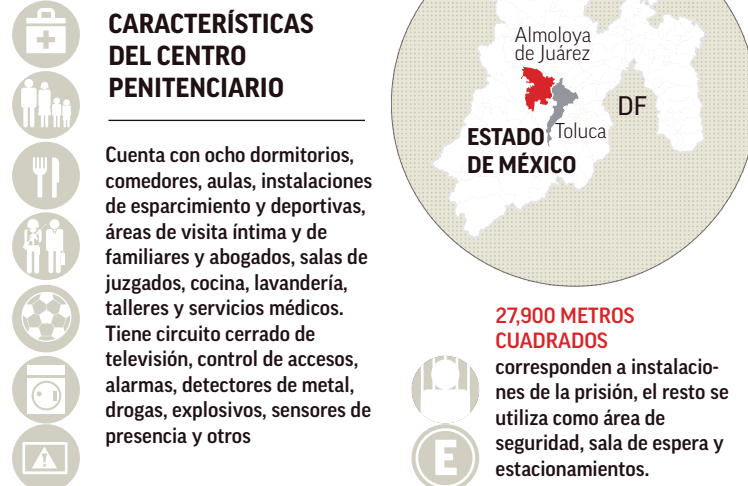 CARACTERÍSTICAS
DEL CENTRO
PENITENCIARIO
Cuenta con ocho dormitorios,
comedores, aulas, instalaciones
de esparcimiento y deportivas,
áreas de visita íntima y de
familiares y abogados, salas de
juzgados, cocina, lavandería,
talleres y servicios médicos.
Tiene circuito cerrado de
televisión, control de accesos,
alarmas, detectores de metal,
drogas, explosivos, sensores de
presencia y otros
Almoloya
de Juárez
DF
Toluca
ESTADO
DE MÉXICO
27,900 METROS
CUADRADOS
corresponden a instalacio-
nes de la prisión, el resto se
utiliza como área de
seguridad, sala de espera y
estacionamientos.
E